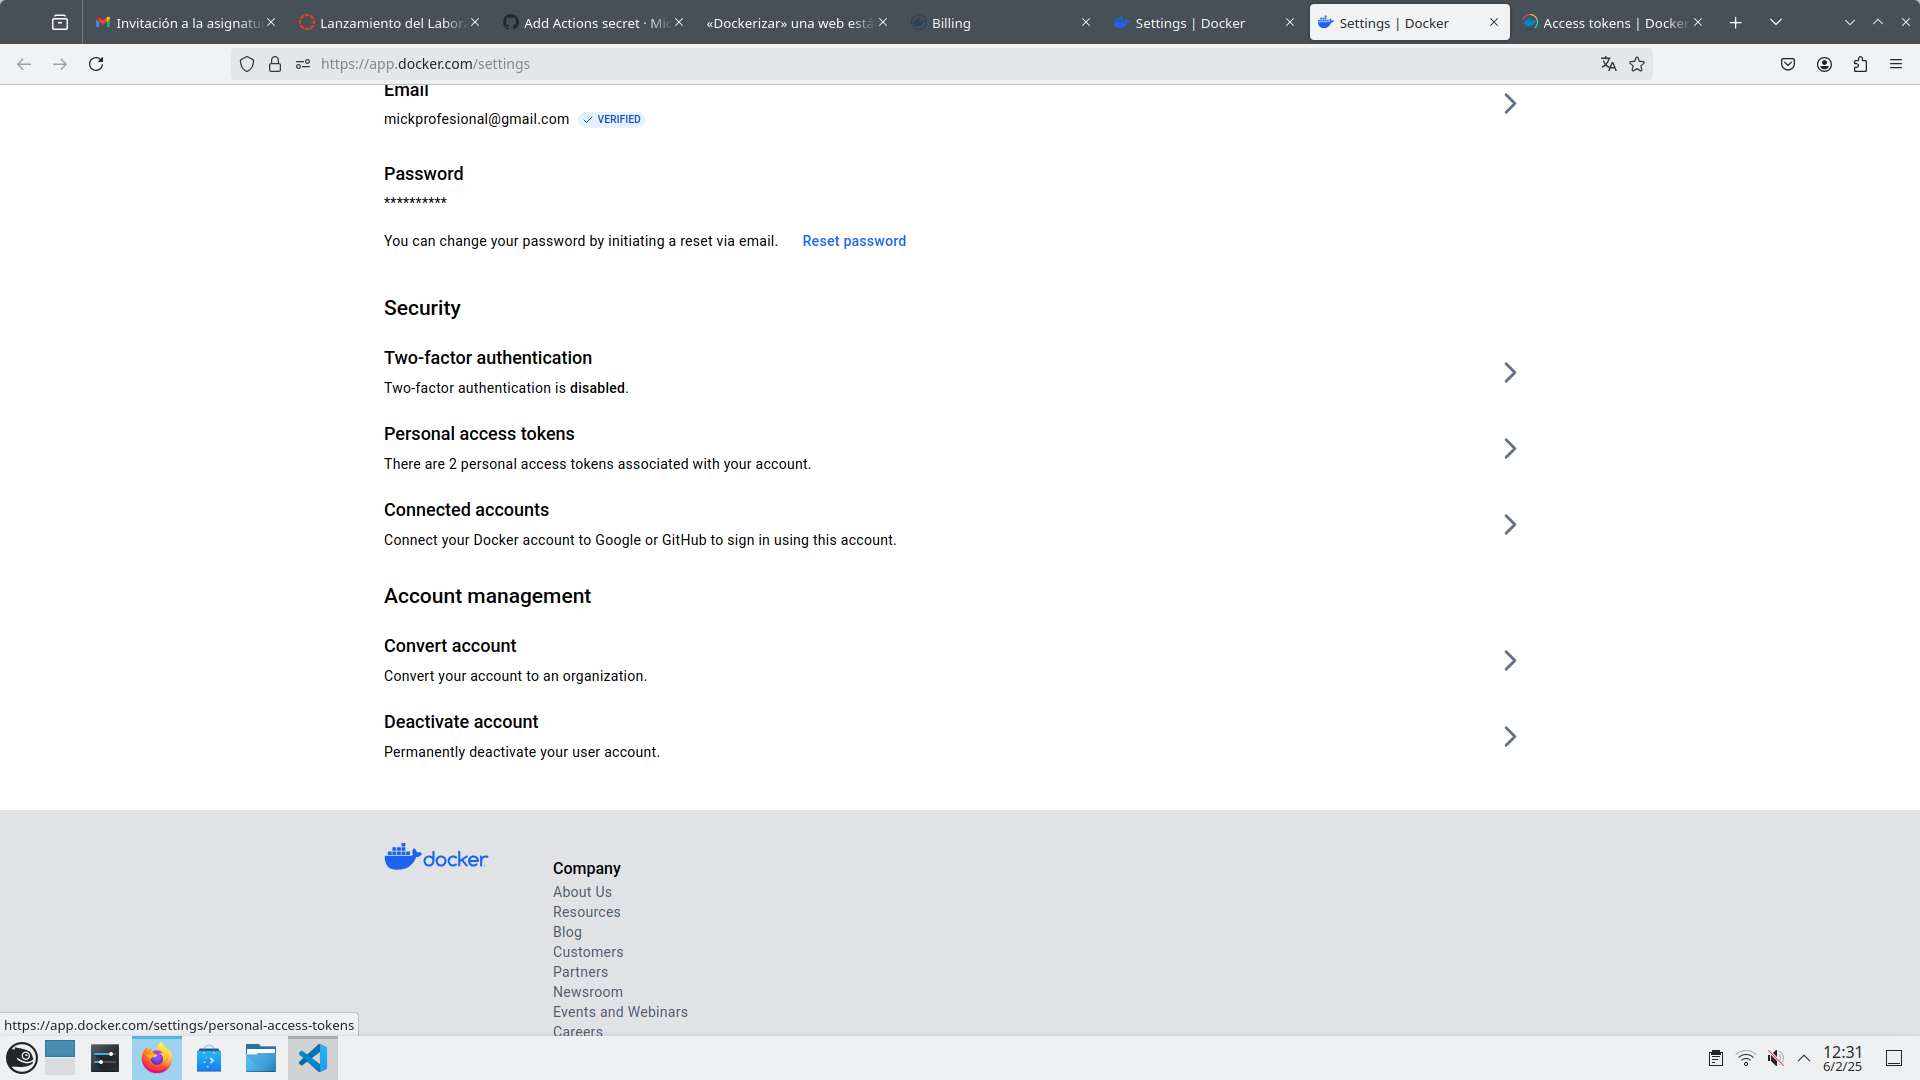 Invitación a la asignatu
Lanzamiento del Labor
Add Actions secret · Mic
«Dockerizar» una web está
Billing
Settings | Docker
Settings | Docker
Access tokens | Docker
https://app.docker.com/settings
Email
mickprofesional@gmail.com VERIFIED
Password
**********
You can change your password by initiating a reset via email. Reset password
Security
Two-factor authentication
Two-factor authentication is disabled.
Personal access tokens
There are 2 personal access tokens associated with your account.
Connected accounts
Connect your Docker account to Google or GitHub to sign in using this account.
Account management
Convert account
Convert your account to an organization.
Deactivate account
Permanently deactivate your user account.
docker
Company
About Us
Resources
Blog
Customers
Partners
Newsroom
Events and Webinars
Careers
https://app.docker.com/settings/personal-access-tokens
12:31
6/2/25